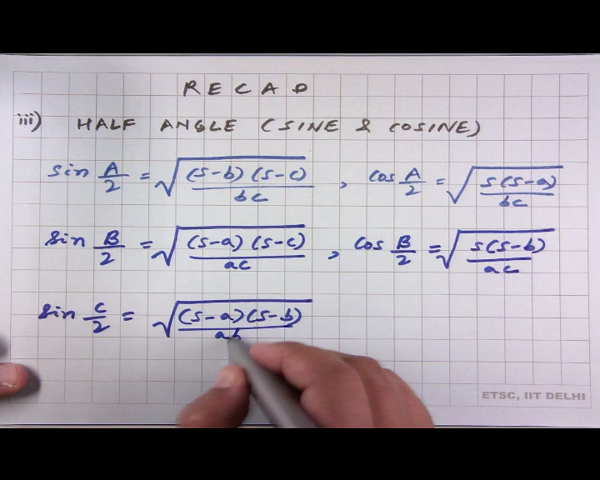 RECAP
iii) HALF ANGLE (SINE & COSINE)
sin A/2 = √((s-b)(s-c)/bc) , cos A/2 = √(s(s-a)/bc)
sin B/2 = √((s-a)(s-c)/ac) , cos B/2 = √(s(s-b)/ac)
sin C/2 = √((s-a)(s-b)/ab)
ETSC, IIT DELHI